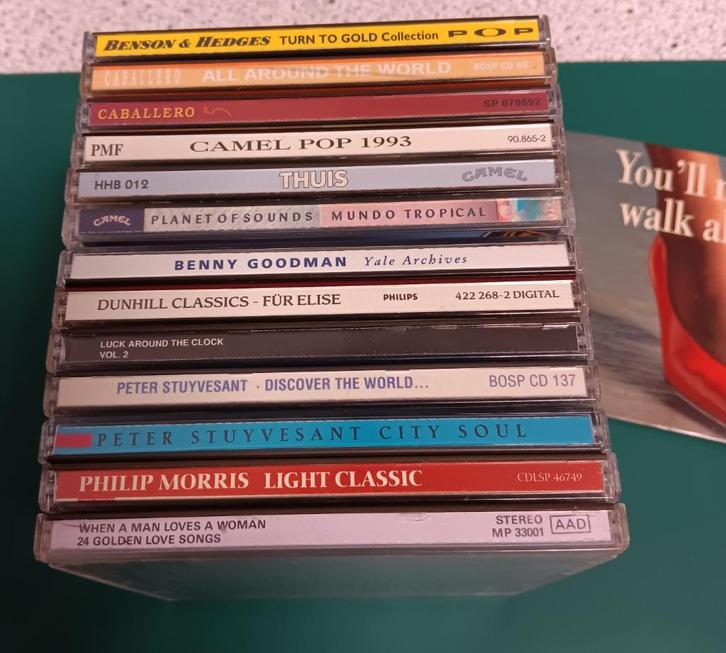 BENSON & HEDGES TURN TO GOLD Collection POP
CABALLERO ALL AROUND THE WORLD BOSP CD 98
CABALLERO SP 878692
PMF CAMEL POP 1993 90.865-2
HHB 012 THUIS CAMEL
CAMEL PLANET OF SOUNDS MUNDO TROPICAL
BENNY GOODMAN Yale Archives
DUNHILL CLASSICS - FÜR ELISE PHILIPS 422 268-2 DIGITAL
LUCK AROUND THE CLOCK
VOL. 2
PETER STUYVESANT · DISCOVER THE WORLD... BOSP CD 137
PETER STUYVESANT CITY SOUL
PHILIP MORRIS LIGHT CLASSIC CDLSP 46749
WHEN A MAN LOVES A WOMAN
24 GOLDEN LOVE SONGS
STEREO AAD
MP 33001
You'll
walk